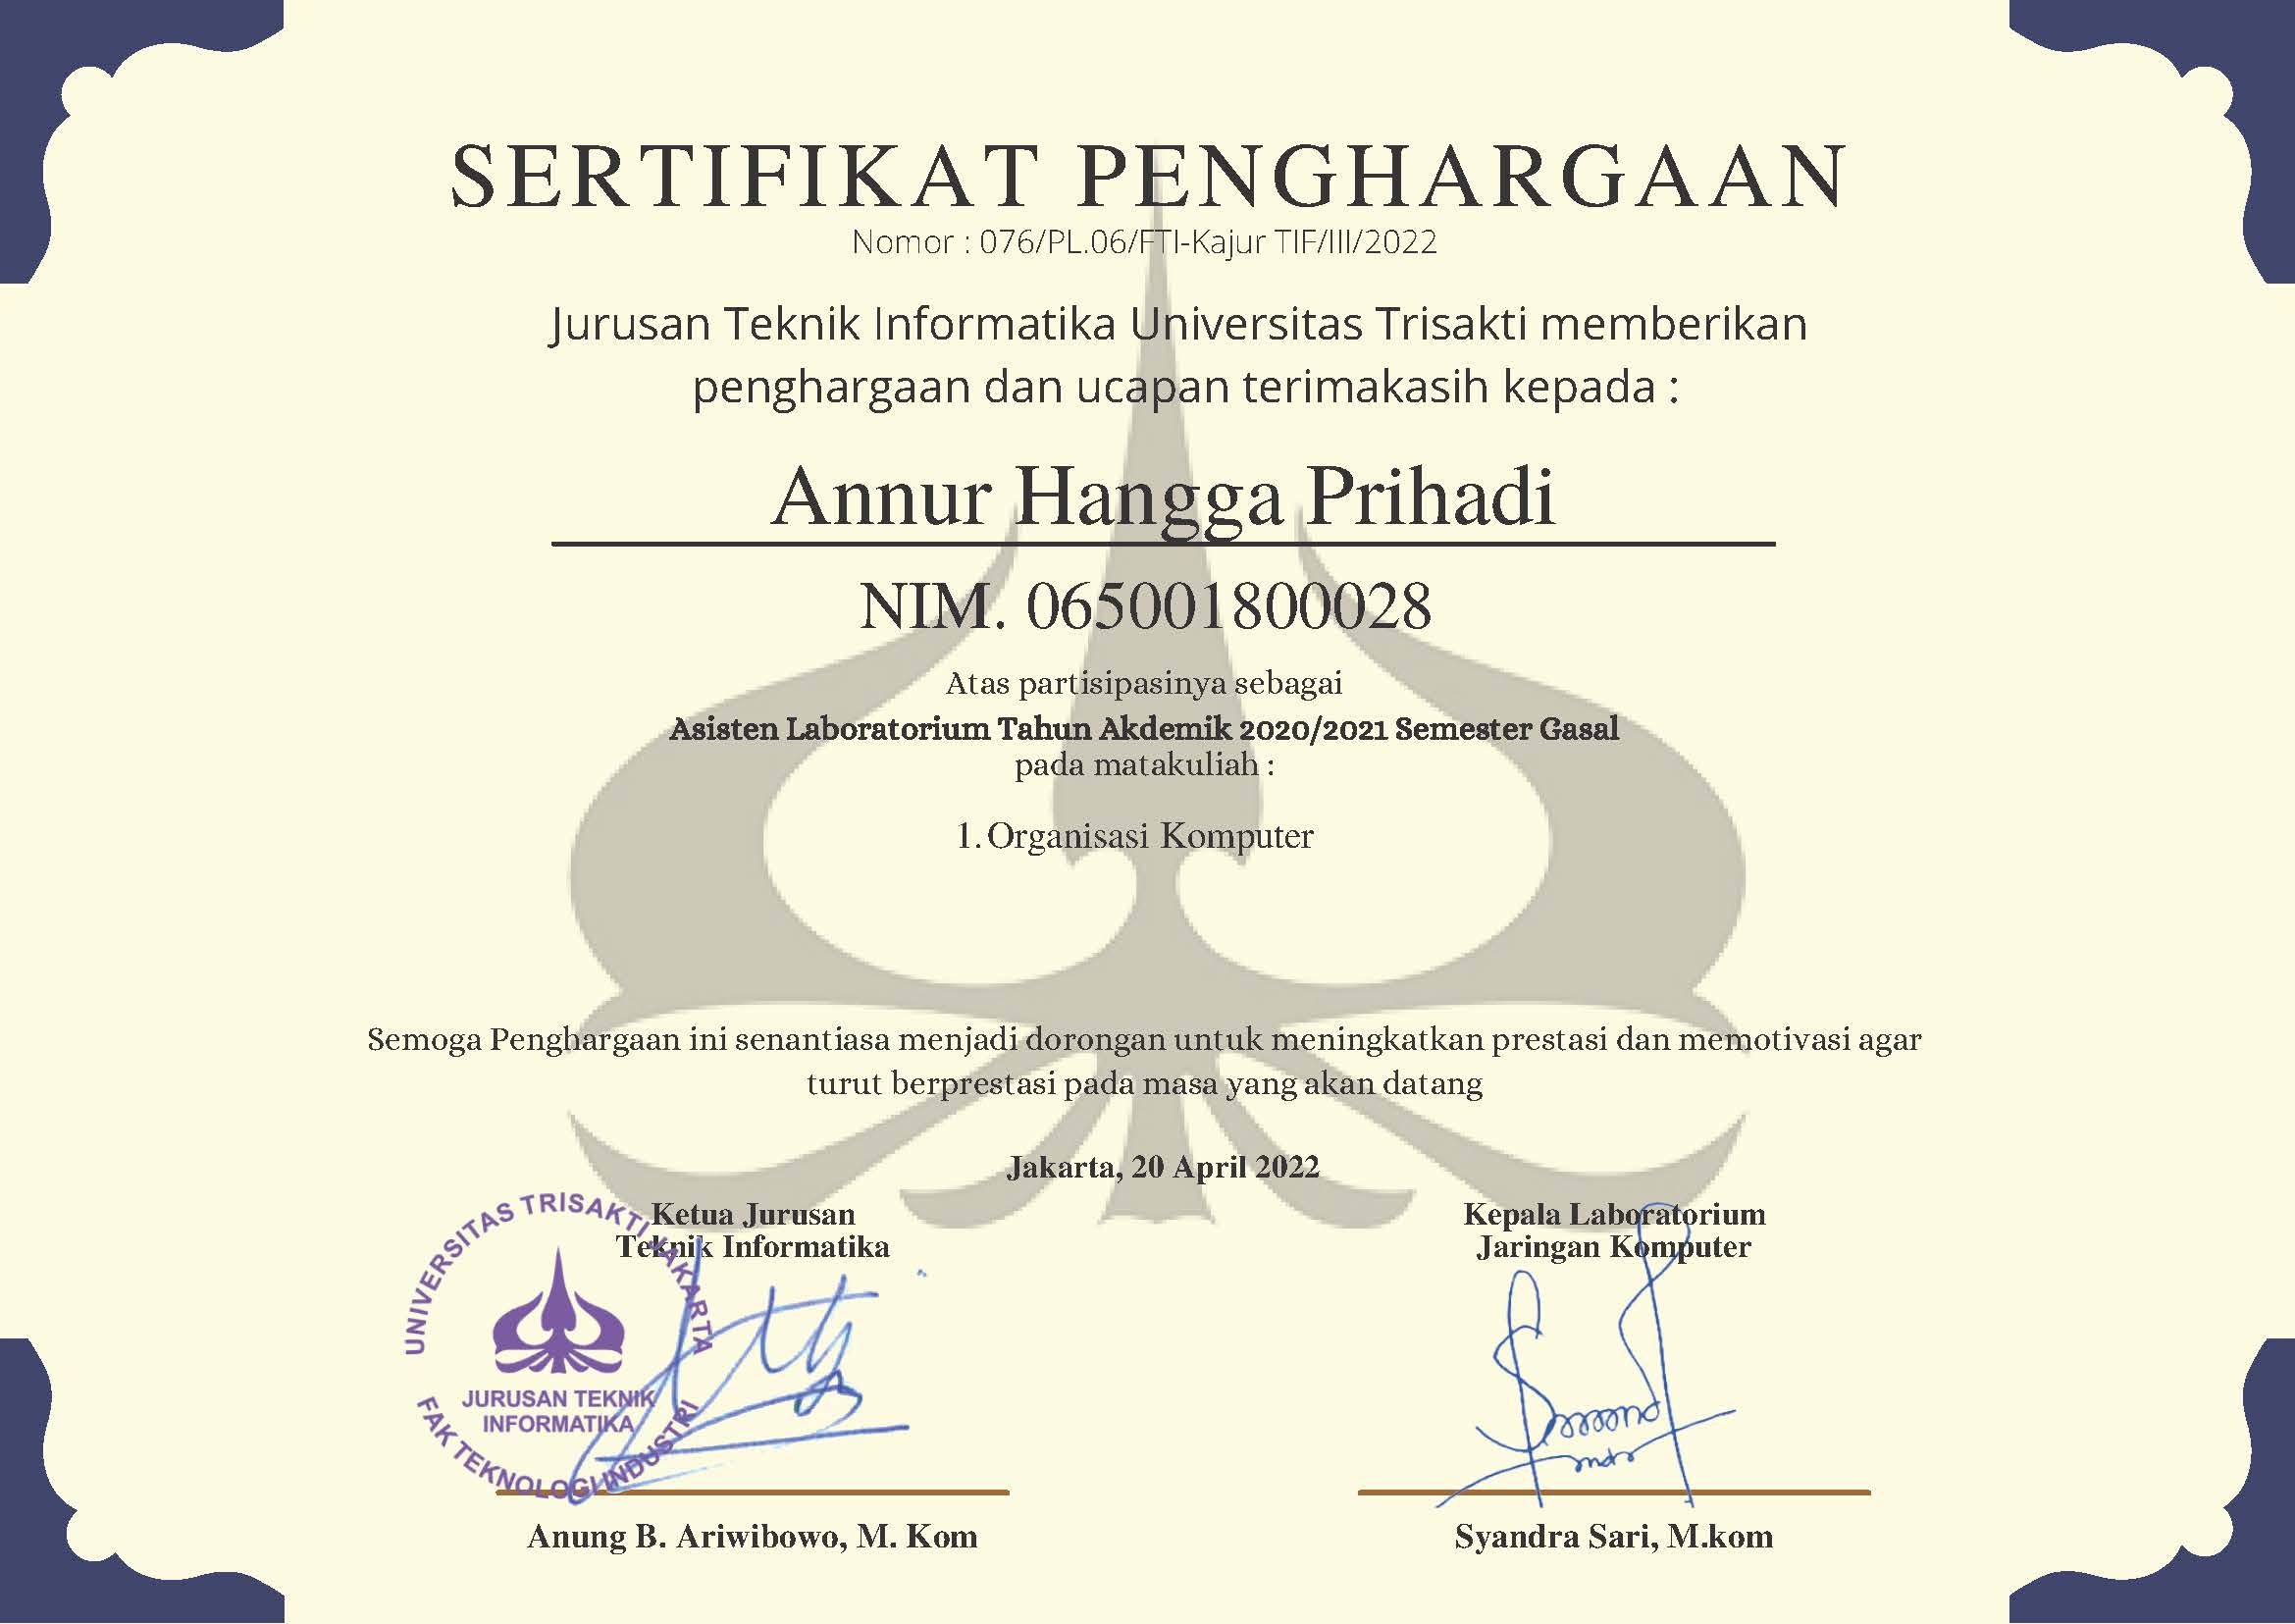 SERTIFIKAT PENGHARGAAN
Nomor : 076/PL.06/FTI-Kajur TIF/III/2022
Jurusan Teknik Informatika Universitas Trisakti memberikan
penghargaan dan ucapan terimakasih kepada :
Annur Hangga Prihadi
NIM. 065001800028
Atas partisipasinya sebagai
Asisten Laboratorium Tahun Akdemik 2020/2021 Semester Gasal
pada matakuliah :
1. Organisasi Komputer
Semoga Penghargaan ini senantiasa menjadi dorongan untuk meningkatkan prestasi dan memotivasi agar
turut berprestasi pada masa yang akan datang
Jakarta, 20 April 2022
Ketua Jurusan
Teknik Informatika
UNIVERSITAS TRISAKTI JAKARTA
JURUSAN TEKNIK
INFORMATIKA
FAK TEKNOLOGI INDUSTRI
Anung B. Ariwibowo, M. Kom
Kepala Laboratorium
Jaringan Komputer
Syandra Sari, M.kom